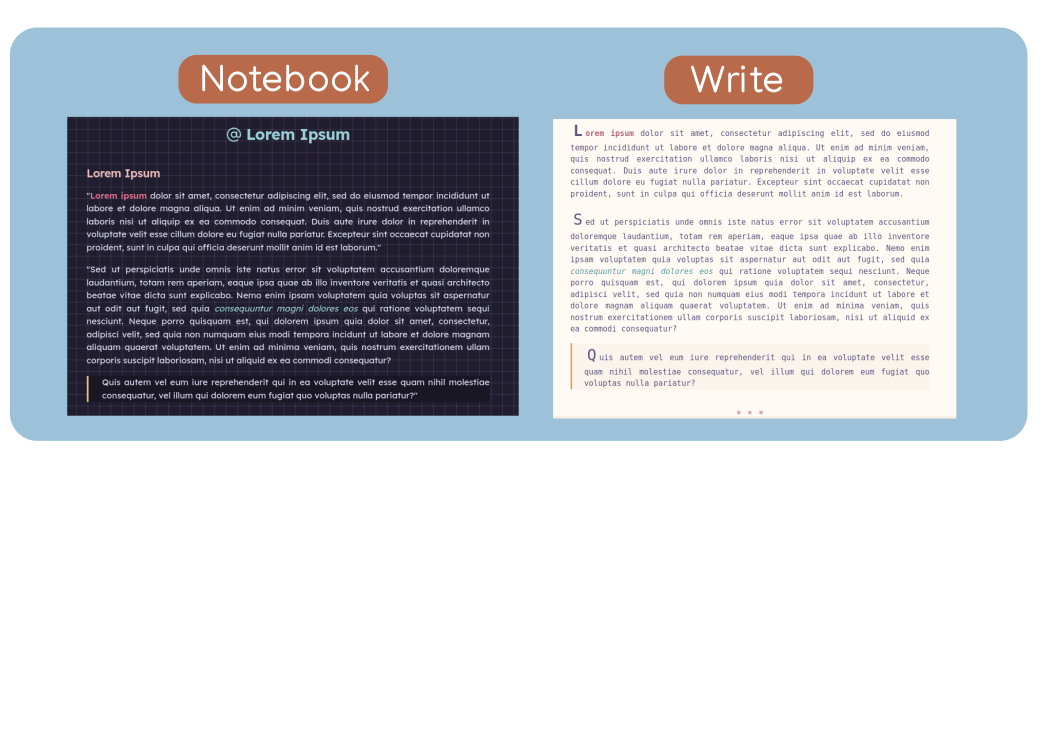 Notebook
@ Lorem Ipsum
Lorem Ipsum
"Lorem ipsum dolor sit amet, consectetur adipiscing elit, sed do eiusmod tempor incididunt ut
labore et dolore magna aliqua. Ut enim ad minim veniam, quis nostrud exercitation ullamco
laboris nisi ut aliquip ex ea commodo consequat. Duis aute irure dolor in reprehenderit in
voluptate velit esse cillum dolore eu fugiat nulla pariatur. Excepteur sint occaecat cupidatat non
proident, sunt in culpa qui officia deserunt mollit anim id est laborum."
"Sed ut perspiciatis unde omnis iste natus error sit voluptatem accusantium doloremque
laudantium, totam rem aperiam, eaque ipsa quae ab illo inventore veritatis et quasi architecto
beatae vitae dicta sunt explicabo. Nemo enim ipsam voluptatem quia voluptas sit aspernatur
aut odit aut fugit, sed quia consequuntur magni dolores eos qui ratione voluptatem sequi
nesciunt. Neque porro quisquam est, qui dolorem ipsum quia dolor sit amet, consectetur,
adipisci velit, sed quia non numquam eius modi tempora incidunt ut labore et dolore magnam
aliquam quaerat voluptatem. Ut enim ad minima veniam, quis nostrum exercitationem ullam
corporis suscipit laboriosam, nisi ut aliquid ex ea commodi consequatur?
Quis autem vel eum iure reprehenderit qui in ea voluptate velit esse quam nihil molestiae
consequatur, vel illum qui dolorem eum fugiat quo voluptas nulla pariatur?"
Write
Lorem ipsum dolor sit amet, consectetur adipiscing elit, sed do eiusmod
tempor incididunt ut labore et dolore magna aliqua. Ut enim ad minim veniam,
quis nostrud exercitation ullamco laboris nisi ut aliquip ex ea commodo
consequat. Duis aute irure dolor in reprehenderit in voluptate velit esse
cillum dolore eu fugiat nulla pariatur. Excepteur sint occaecat cupidatat non
proident, sunt in culpa qui officia deserunt mollit anim id est laborum.
Sed ut perspiciatis unde omnis iste natus error sit voluptatem accusantium
doloremque laudantium, totam rem aperiam, eaque ipsa quae ab illo inventore
veritatis et quasi architecto beatae vitae dicta sunt explicabo. Nemo enim
ipsam voluptatem quia voluptas sit aspernatur aut odit aut fugit, sed quia
consequuntur magni dolores eos qui ratione voluptatem sequi nesciunt. Neque
porro quisquam est, qui dolorem ipsum quia dolor sit amet, consectetur,
adipisci velit, sed quia non numquam eius modi tempora incidunt ut labore et
dolore magnam aliquam quaerat voluptatem. Ut enim ad minima veniam, quis
nostrum exercitationem ullam corporis suscipit laboriosam, nisi ut aliquid ex
ea commodi consequatur?
Quis autem vel eum iure reprehenderit qui in ea voluptate velit esse
quam nihil molestiae consequatur, vel illum qui dolorem eum fugiat quo
voluptas nulla pariatur?
* * *